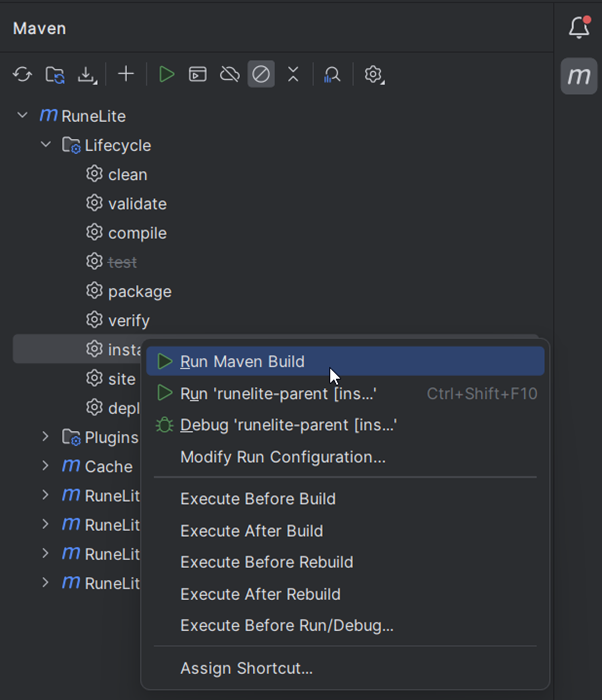 Maven
m
m RuneLite
Lifecycle
clean
validate
compile
test
package
verify
insta
site
depl
Plugins
m Cache
m RuneLit
m RuneLit
m RuneLit
m RuneLit
Run Maven Build
Run 'runelite-parent [ins...' Ctrl+Shift+F10
Debug 'runelite-parent [ins...'
Modify Run Configuration...
Execute Before Build
Execute After Build
Execute Before Rebuild
Execute After Rebuild
Execute Before Run/Debug...
Assign Shortcut...